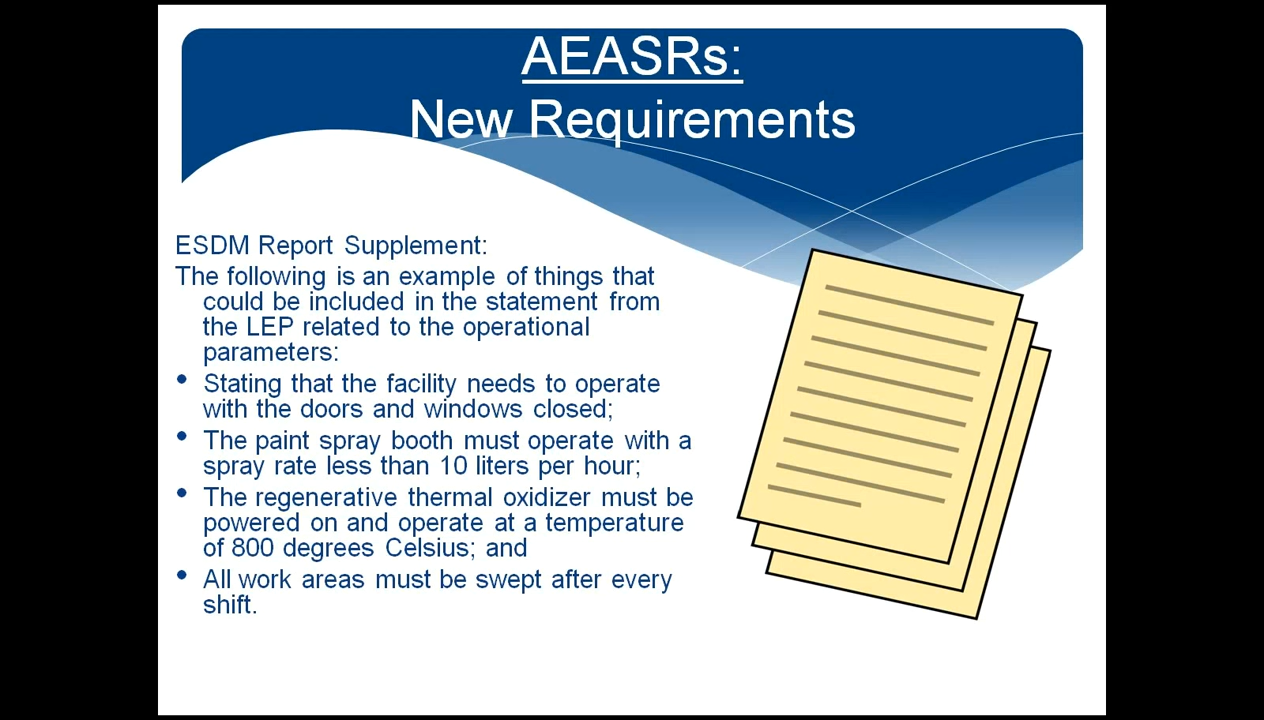 AEASRs:
New Requirements
ESDM Report Supplement:
The following is an example of things that
could be included in the statement from
the LEP related to the operational
parameters:
• Stating that the facility needs to operate
with the doors and windows closed;
• The paint spray booth must operate with a
spray rate less than 10 liters per hour;
• The regenerative thermal oxidizer must be
powered on and operate at a temperature
of 800 degrees Celsius; and
• All work areas must be swept after every
shift.